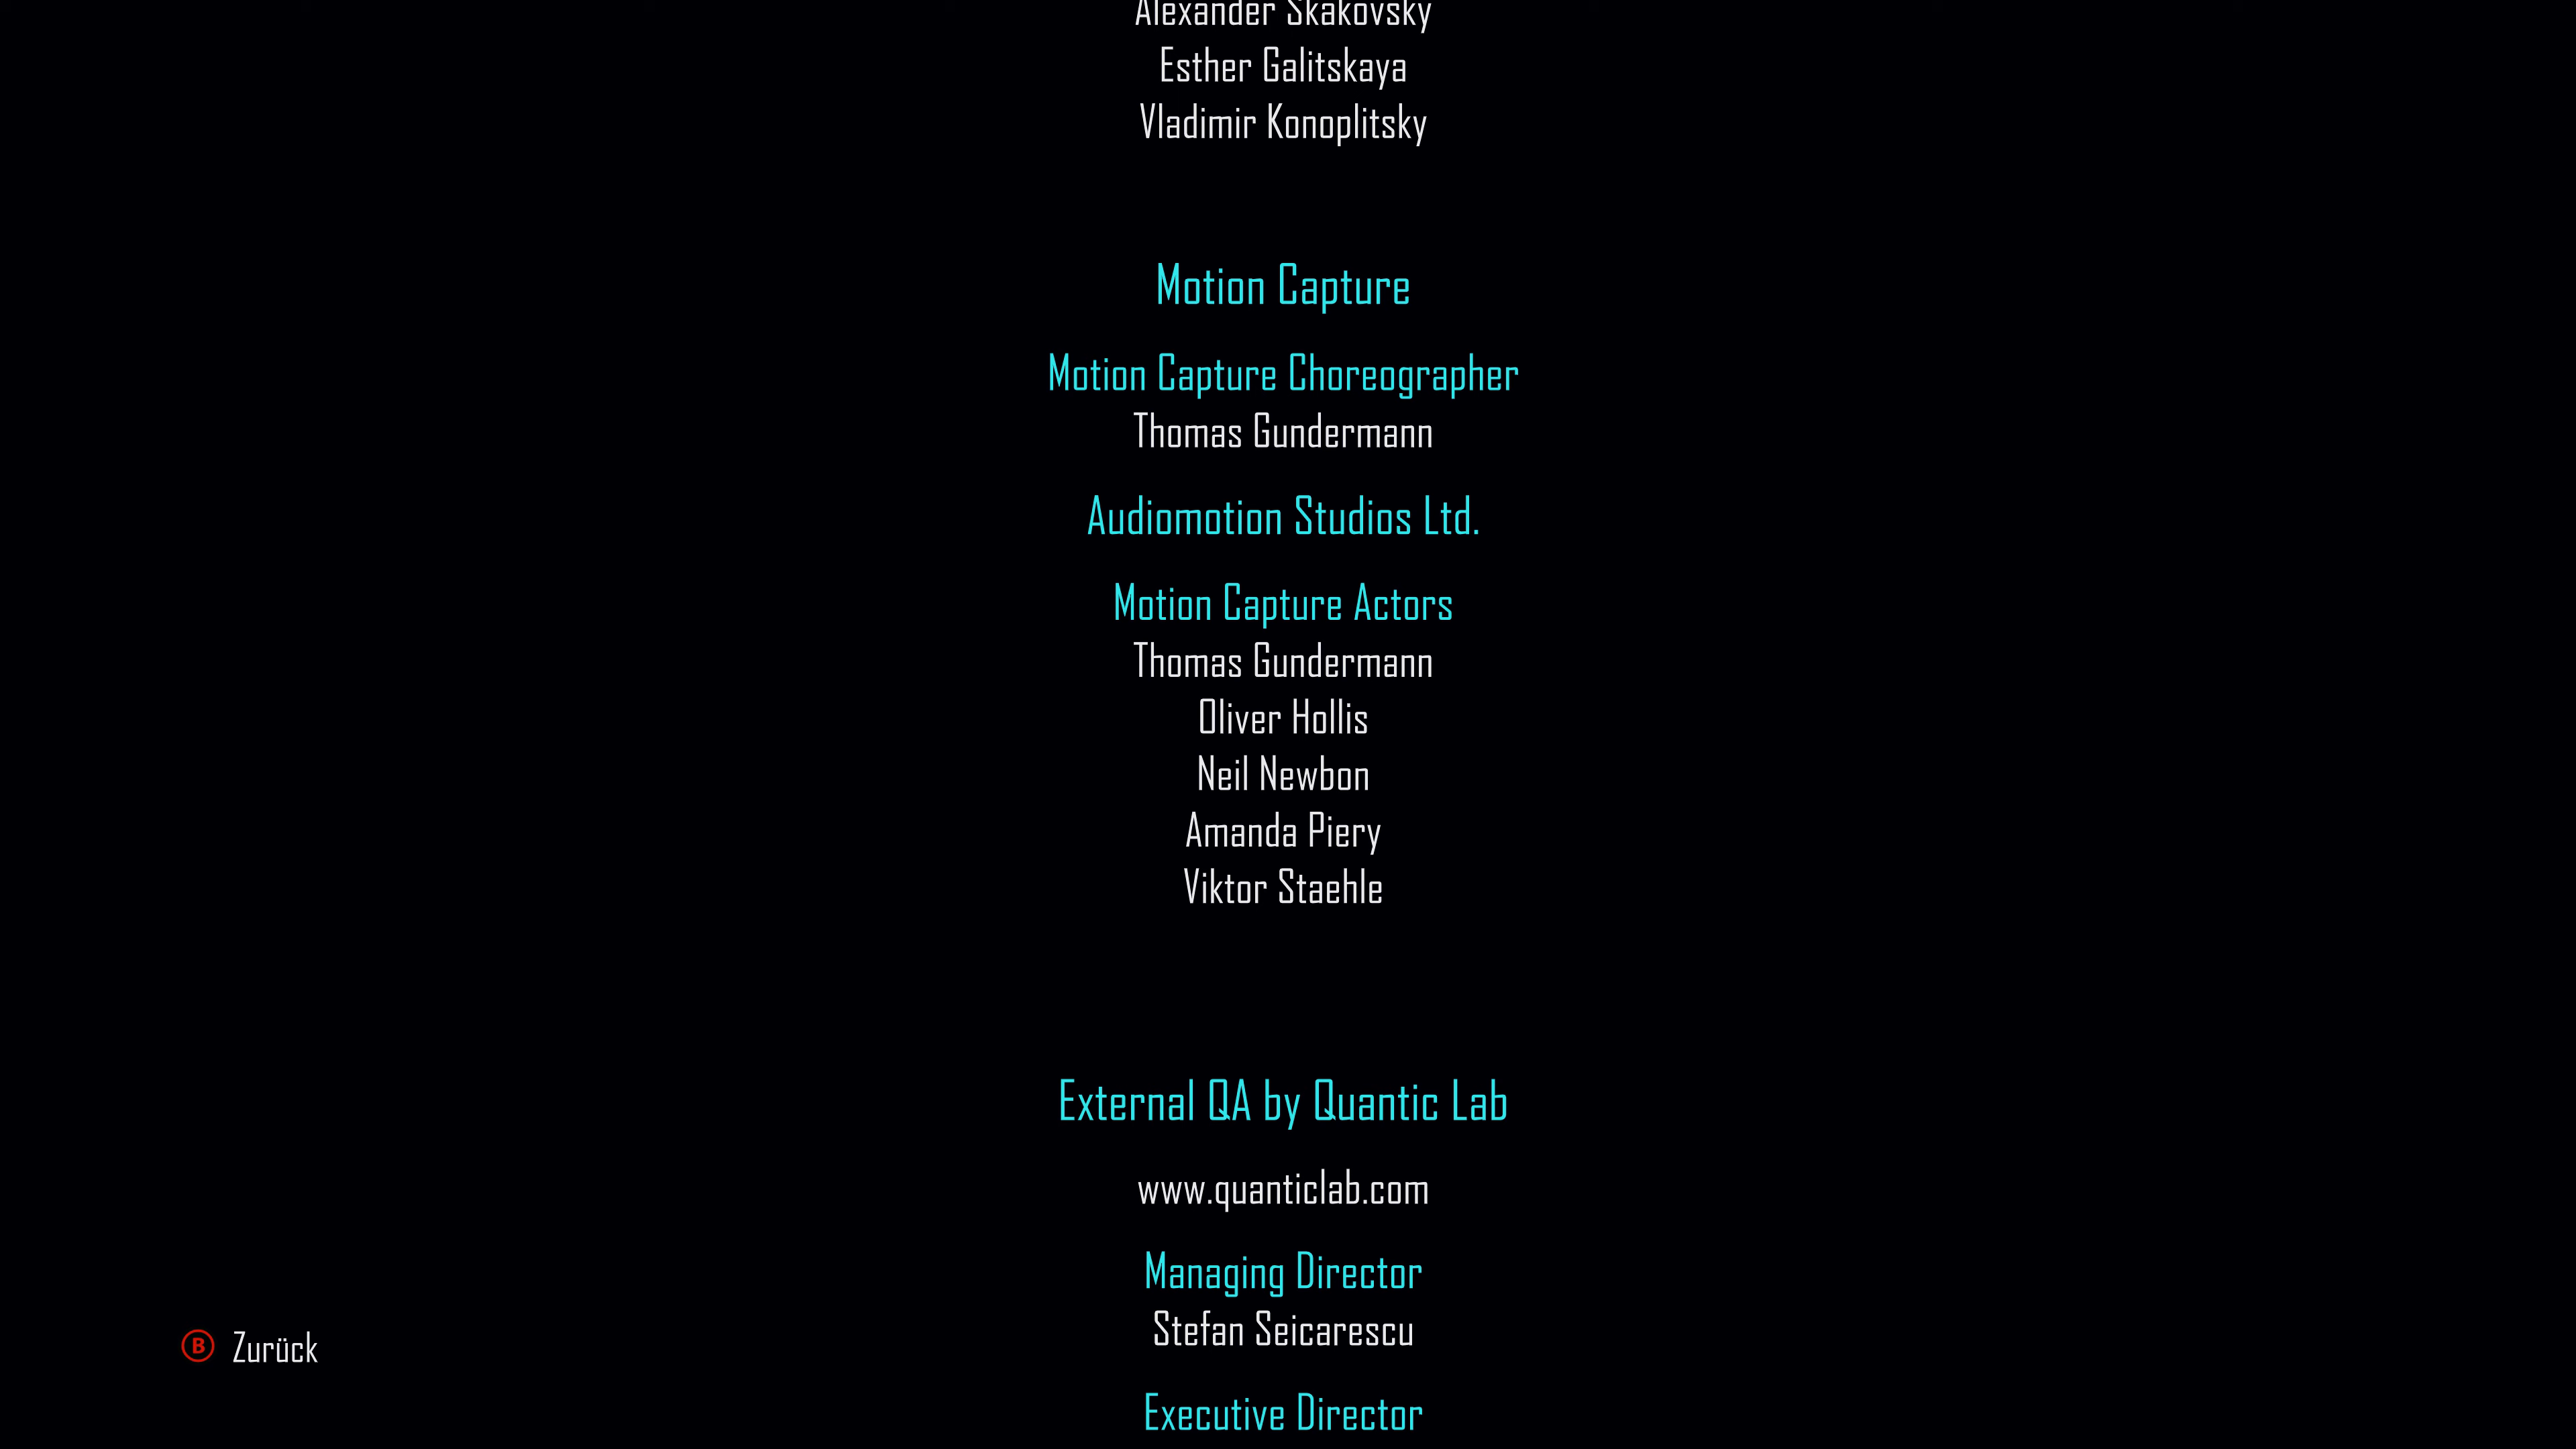 Alexander Skakovsky
Esther Galitskaya
Vladimir Konoplitsky
Motion Capture
Motion Capture Choreographer
Thomas Gundermann
Audiomotion Studios Ltd.
Motion Capture Actors
Thomas Gundermann
Oliver Hollis
Neil Newbon
Amanda Piery
Viktor Staehle
External QA by Quantic Lab
www.quanticlab.com
Managing Director
Stefan Seicarescu
B Zurück
Executive Director